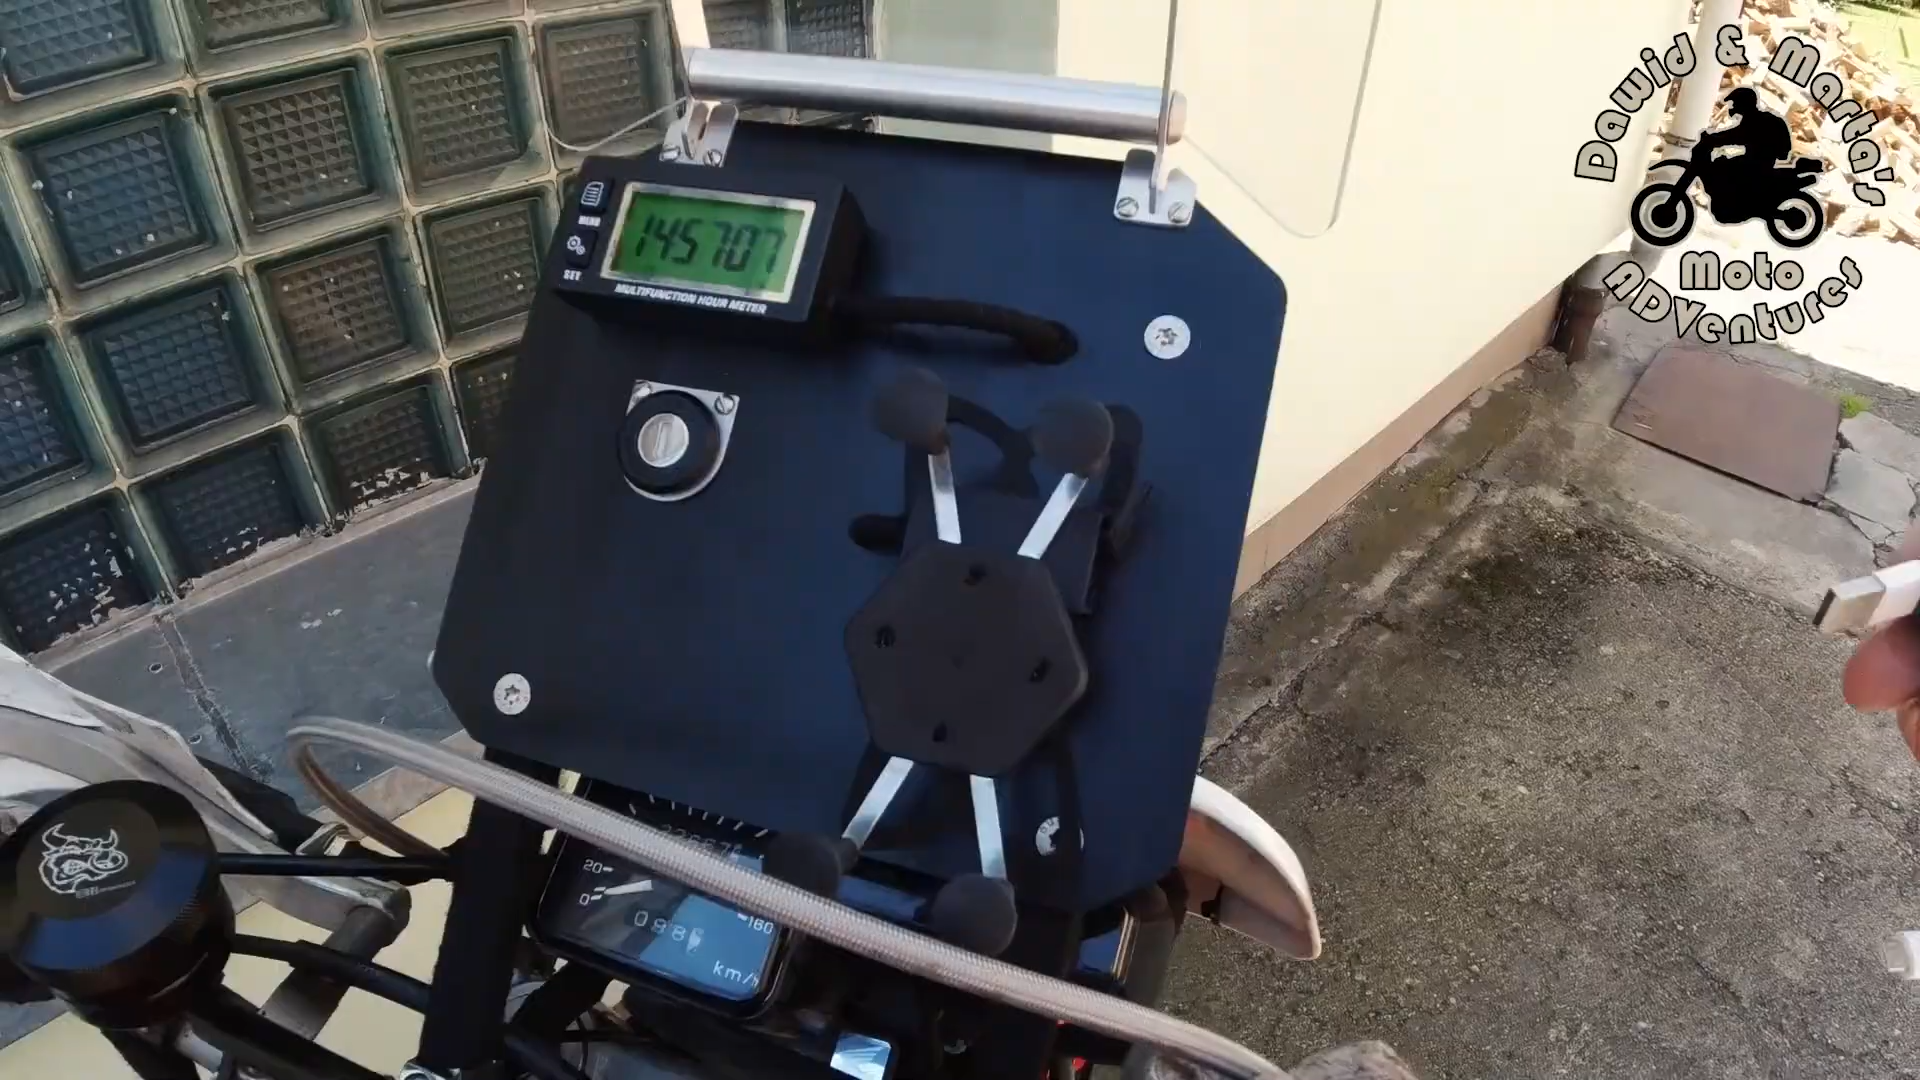 Dawid & Marta's
Moto
ADVentures
MENU
SET
145707
MULTIFUNCTION HOUR METER
20
0
160
km/h